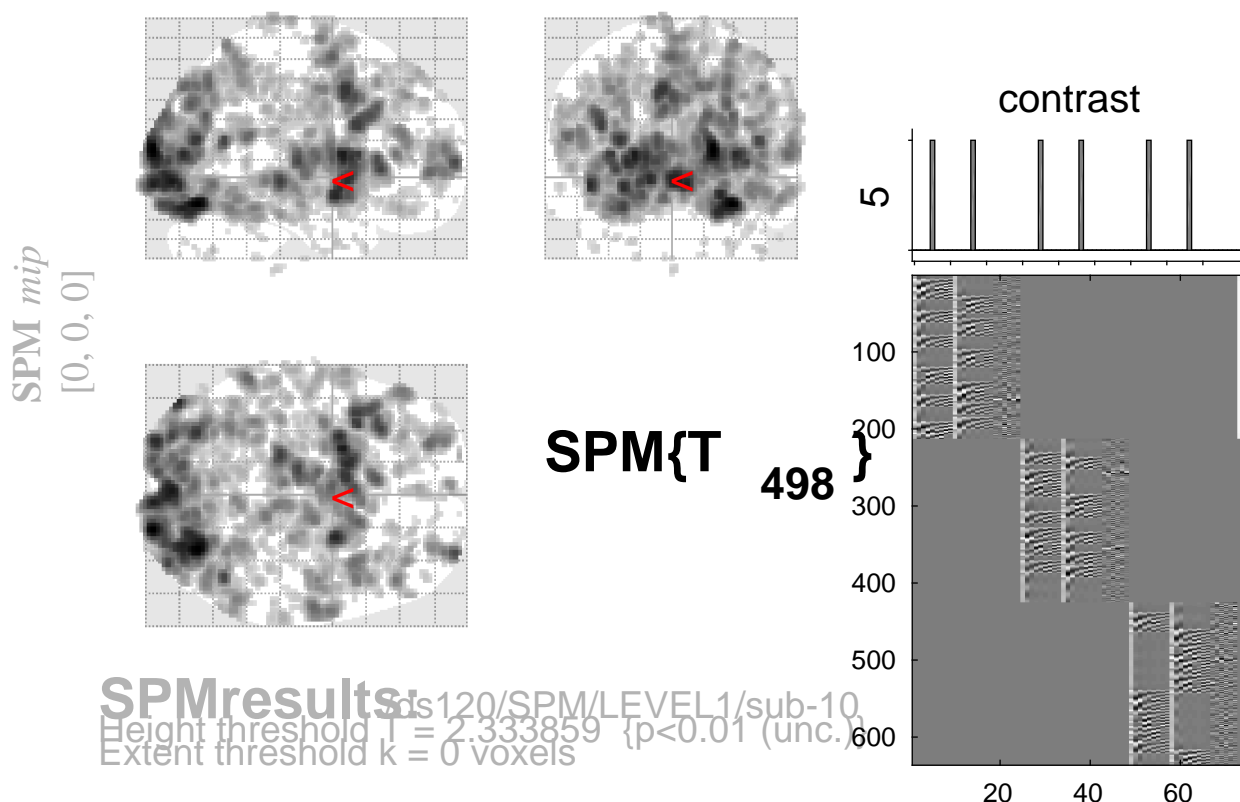 SPM mip
[0, 0, 0]
<
<
<
SPM{T 498 }
contrast
5
100
200
300
400
500
600
20 40 60
SPMresults: /ds120/SPM/LEVEL1/sub-10
Height threshold T = 2.333859 {p<0.01 (unc.)}
Extent threshold k = 0 voxels